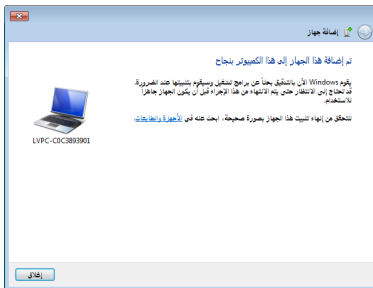 إضافة جهاز
تم إضافة هذا الجهاز إلى هذا الكمبيوتر بنجاح
يقوم Windows الآن بالتدقيق بحثاً عن برامج تشغيل وسيقوم بتثبيتها عند الضرورة.
قد تحتاج إلى الانتظار حتى يتم الانتهاء من هذا الإجراء قبل أن يكون الجهاز جاهزاً
للاستخدام.
للتحقق من إنهاء تثبيت هذا الجهاز بصورة صحيحة، ابحث عنه في الأجهزة والطابعات.
LVPC-C0C3893901
إغلاق